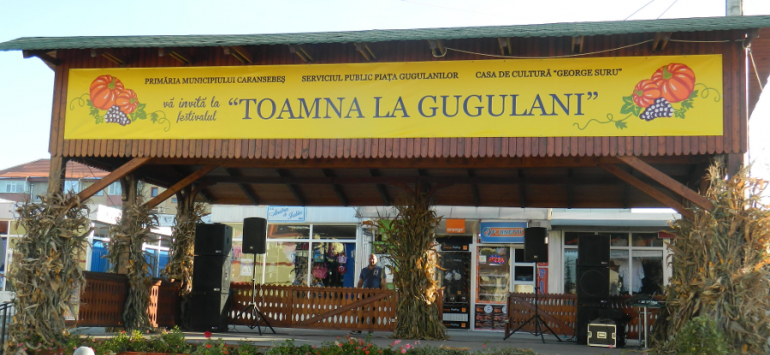 PRIMĂRIA MUNICIPIULUI CARANSEBEȘ SERVICIUL PUBLIC PIAȚA GUGULANILOR CASA DE CULTURĂ "GEORGE SURU"
vă invită la
festivalul
"TOAMNA LA GUGULANI"
orange